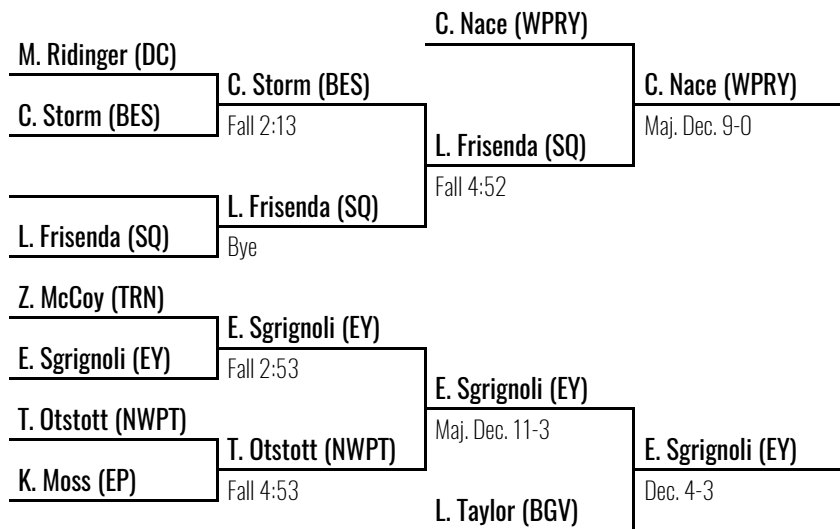 M. Ridinger (DC)
C. Storm (BES)
L. Frisenda (SQ)
Z. McCoy (TRN)
E. Sgrignoli (EY)
T. Otstott (NWPT)
K. Moss (EP)
C. Storm (BES)
Fall 2:13
L. Frisenda (SQ)
Bye
E. Sgrignoli (EY)
Fall 2:53
T. Otstott (NWPT)
Fall 4:53
C. Nace (WPRY)
L. Frisenda (SQ)
Fall 4:52
E. Sgrignoli (EY)
Maj. Dec. 11-3
L. Taylor (BGV)
C. Nace (WPRY)
Maj. Dec. 9-0
E. Sgrignoli (EY)
Dec. 4-3